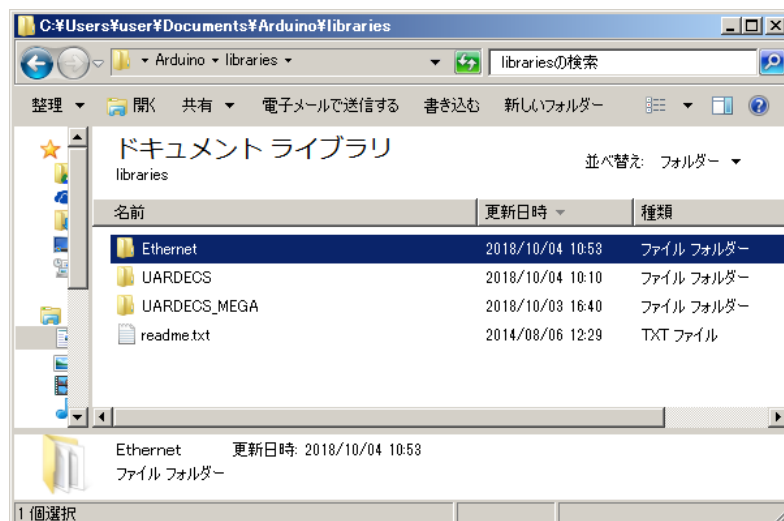 C:¥Users¥user¥Documents¥Arduino¥libraries
Arduino libraries
librariesの検索
整理 開く 共有 電子メールで送信する 書き込む 新しいフォルダー
ドキュメント ライブラリ
libraries
並べ替え: フォルダー
名前 更新日時 種類
Ethernet 2018/10/04 10:53 ファイル フォルダー
UARDECS 2018/10/04 10:10 ファイル フォルダー
UARDECS_MEGA 2018/10/03 16:40 ファイル フォルダー
readme.txt 2014/08/06 12:29 TXT ファイル
Ethernet 更新日時: 2018/10/04 10:53
ファイル フォルダー
1 個選択